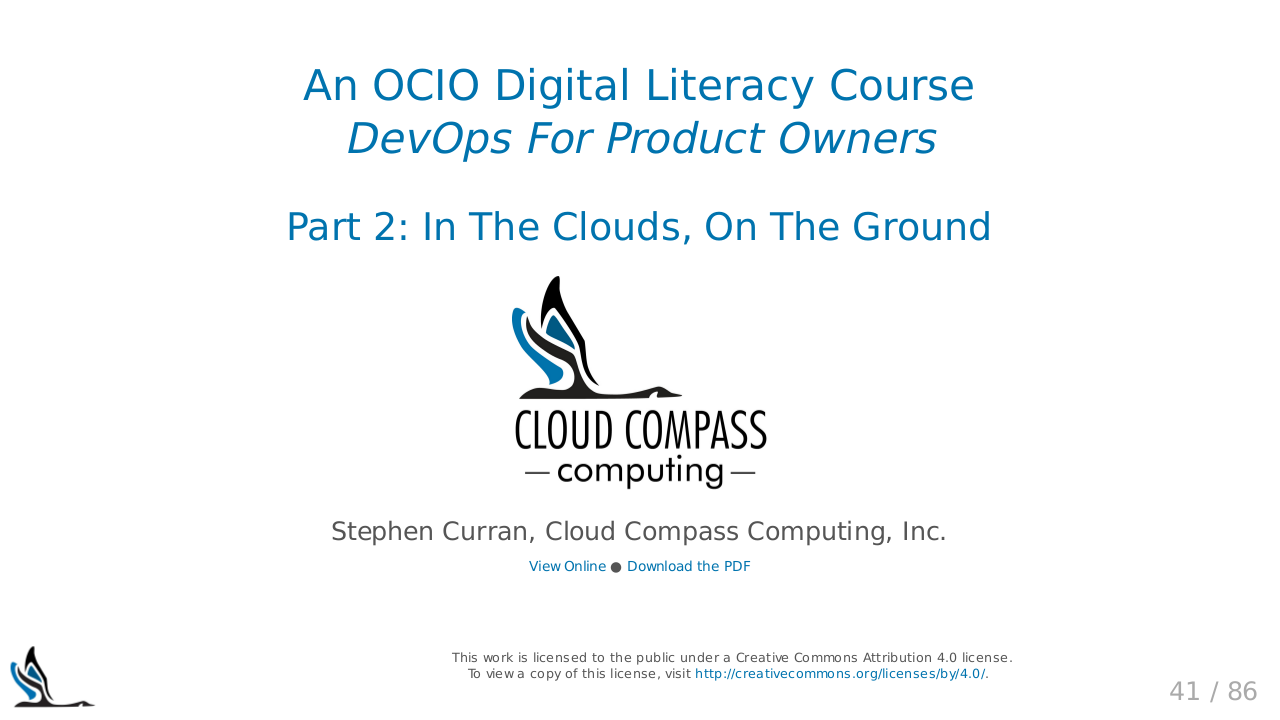 An OCIO Digital Literacy Course
DevOps For Product Owners
Part 2: In The Clouds, On The Ground
CLOUD COMPASS
— computing —
Stephen Curran, Cloud Compass Computing, Inc.
View Online ● Download the PDF
This work is licensed to the public under a Creative Commons Attribution 4.0 license.
To view a copy of this license, visit http://creativecommons.org/licenses/by/4.0/.
41 / 86